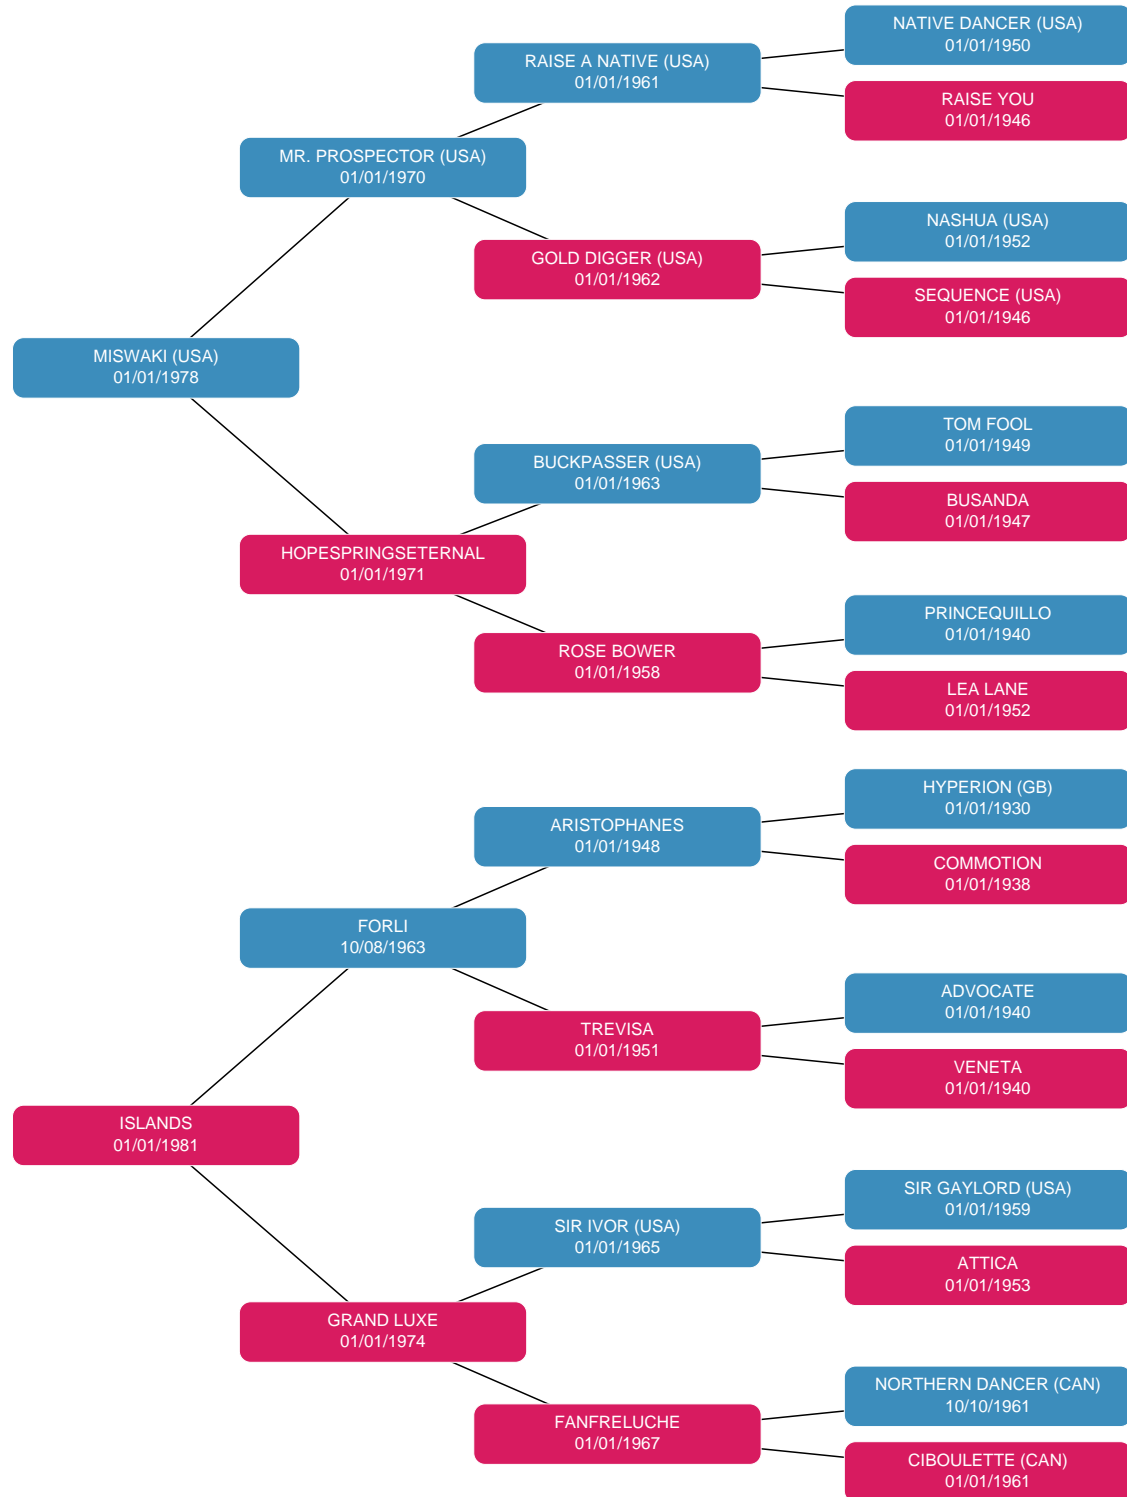 NATIVE DANCER (USA)
01/01/1950
RAISE A NATIVE (USA)
01/01/1961
RAISE YOU
01/01/1946
MR. PROSPECTOR (USA)
01/01/1970
NASHUA (USA)
01/01/1952
GOLD DIGGER (USA)
01/01/1962
SEQUENCE (USA)
01/01/1946
MISWAKI (USA)
01/01/1978
TOM FOOL
01/01/1949
BUCKPASSER (USA)
01/01/1963
BUSANDA
01/01/1947
HOPESPRINGSETERNAL
01/01/1971
PRINCEQUILLO
01/01/1940
ROSE BOWER
01/01/1958
LEA LANE
01/01/1952
HYPERION (GB)
01/01/1930
ARISTOPHANES
01/01/1948
COMMOTION
01/01/1938
FORLI
10/08/1963
ADVOCATE
01/01/1940
TREVISA
01/01/1951
VENETA
01/01/1940
ISLANDS
01/01/1981
SIR GAYLORD (USA)
01/01/1959
SIR IVOR (USA)
01/01/1965
ATTICA
01/01/1953
GRAND LUXE
01/01/1974
NORTHERN DANCER (CAN)
10/10/1961
FANFRELUCHE
01/01/1967
CIBOULETTE (CAN)
01/01/1961